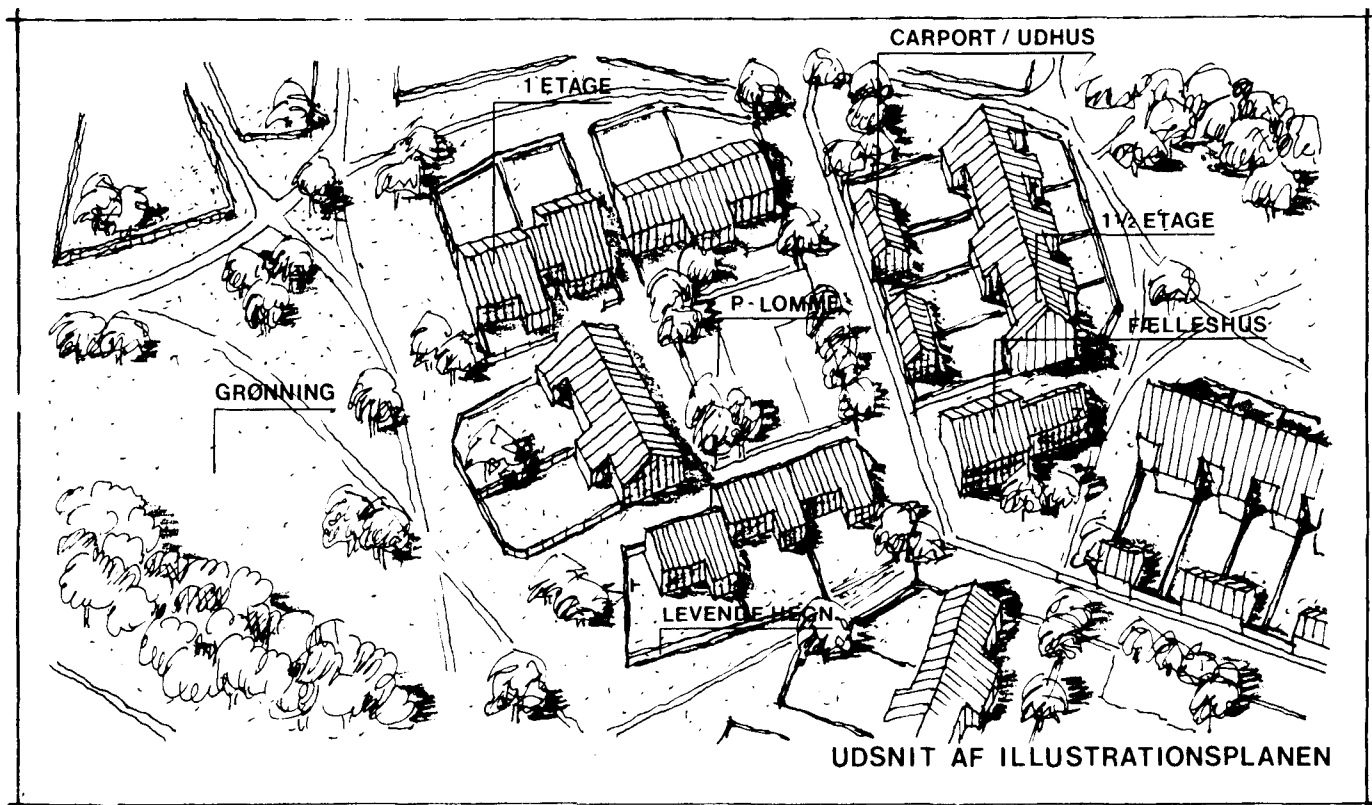 CARPORT / UDHUS
1 ETAGE
1½ ETAGE
P - LOMME
FÆLLESHUS
GRØNNING
LEVENDE HEGN
UDSNIT AF ILLUSTRATIONSPLANEN